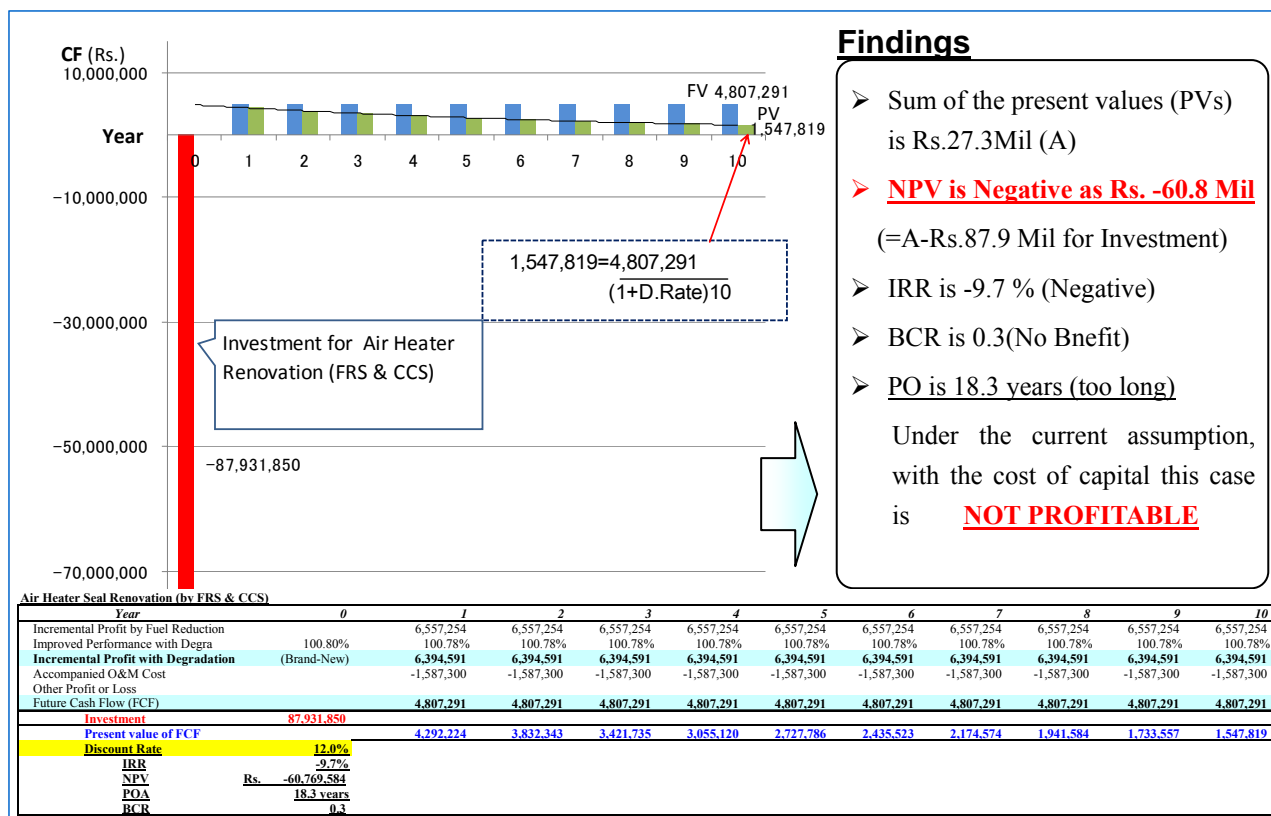 CF (Rs.)
10,000,000
FV 4,807,291
PV
1,547,819
Year
0 1 2 3 4 5 6 7 8 9 10
-10,000,000
1,547,819=4,807,291
(1+D.Rate)10
-30,000,000
Investment for Air Heater
Renovation (FRS & CCS)
-50,000,000
-87,931,850
-70,000,000
Findings
➢ Sum of the present values (PVs)
is Rs.27.3Mil (A)
➢ NPV is Negative as Rs. -60.8 Mil
(=A-Rs.87.9 Mil for Investment)
➢ IRR is -9.7 % (Negative)
➢ BCR is 0.3(No Bnefit)
➢ PO is 18.3 years (too long)
Under the current assumption,
with the cost of capital this case
is NOT PROFITABLE
Air Heater Seal Renovation (by FRS & CCS)
Year 0 1 2 3 4 5 6 7 8 9 10
Incremental Profit by Fuel Reduction 6,557,254 6,557,254 6,557,254 6,557,254 6,557,254 6,557,254 6,557,254 6,557,254 6,557,254 6,557,254
Improved Performance with Degra 100.80% 100.78% 100.78% 100.78% 100.78% 100.78% 100.78% 100.78% 100.78% 100.78% 100.78%
Incremental Profit with Degradation (Brand-New) 6,394,591 6,394,591 6,394,591 6,394,591 6,394,591 6,394,591 6,394,591 6,394,591 6,394,591 6,394,591
Accompanied O&M Cost -1,587,300 -1,587,300 -1,587,300 -1,587,300 -1,587,300 -1,587,300 -1,587,300 -1,587,300 -1,587,300 -1,587,300
Other Profit or Loss
Future Cash Flow (FCF) 4,807,291 4,807,291 4,807,291 4,807,291 4,807,291 4,807,291 4,807,291 4,807,291 4,807,291 4,807,291
Investment 87,931,850
Present value of FCF 4,292,224 3,832,343 3,421,735 3,055,120 2,727,786 2,435,523 2,174,574 1,941,584 1,733,557 1,547,819
Discount Rate 12.0%
IRR -9.7%
NPV Rs. -60,769,584
POA 18.3 years
BCR 0.3